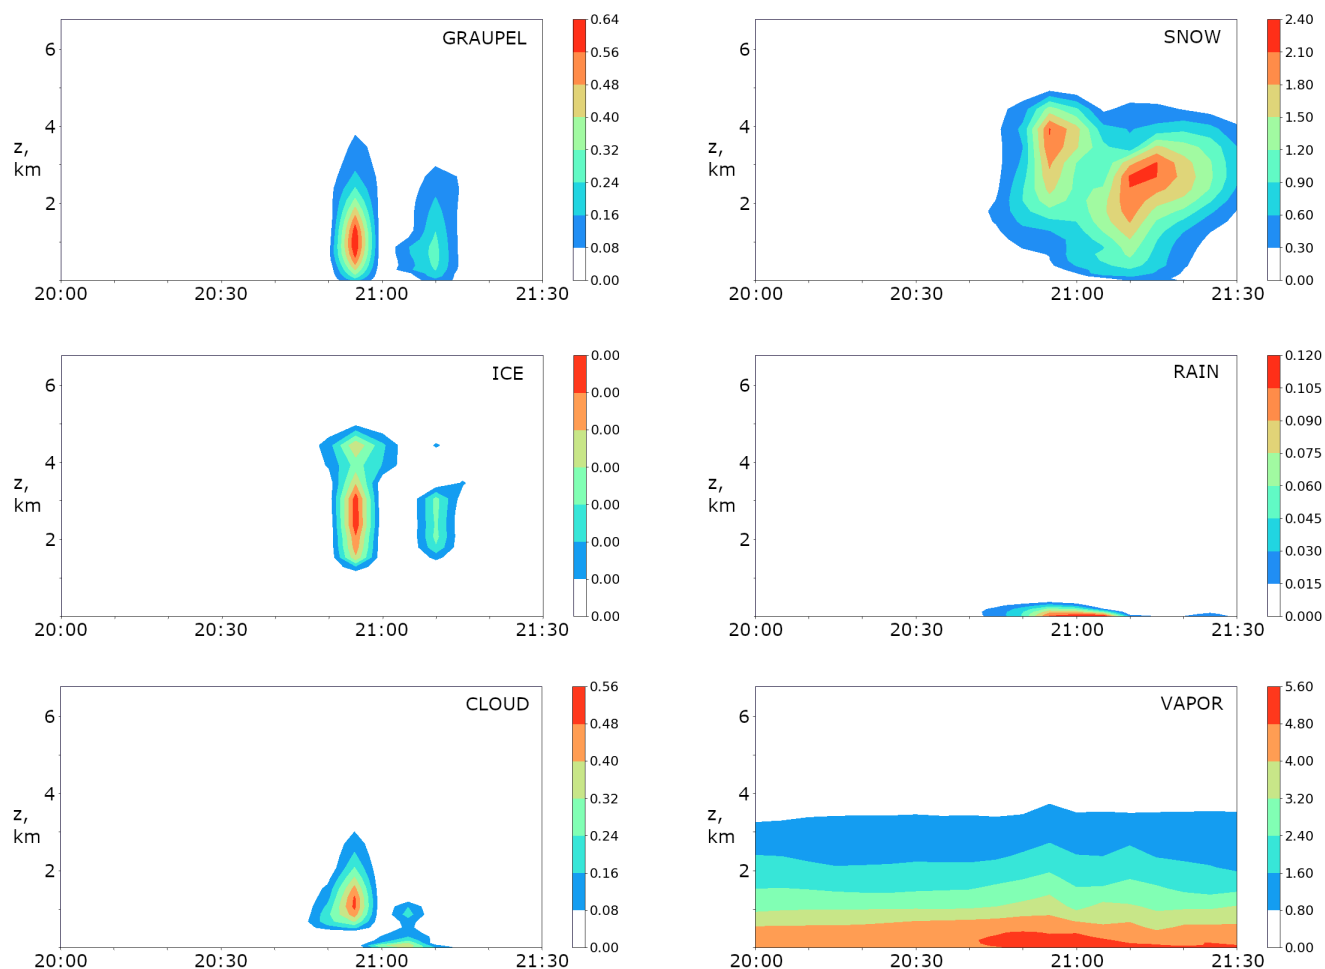 GRAUPEL
z,
km
6
4
2
20:00 20:30 21:00 21:30
0.64
0.56
0.48
0.40
0.32
0.24
0.16
0.08
0.00
SNOW
z,
km
6
4
2
20:00 20:30 21:00 21:30
2.40
2.10
1.80
1.50
1.20
0.90
0.60
0.30
0.00
ICE
z,
km
6
4
2
20:00 20:30 21:00 21:30
0.00
0.00
0.00
0.00
0.00
0.00
0.00
0.00
RAIN
z,
km
6
4
2
20:00 20:30 21:00 21:30
0.120
0.105
0.090
0.075
0.060
0.045
0.030
0.015
0.000
CLOUD
z,
km
6
4
2
20:00 20:30 21:00 21:30
0.56
0.48
0.40
0.32
0.24
0.16
0.08
0.00
VAPOR
z,
km
6
4
2
20:00 20:30 21:00 21:30
5.60
4.80
4.00
3.20
2.40
1.60
0.80
0.00